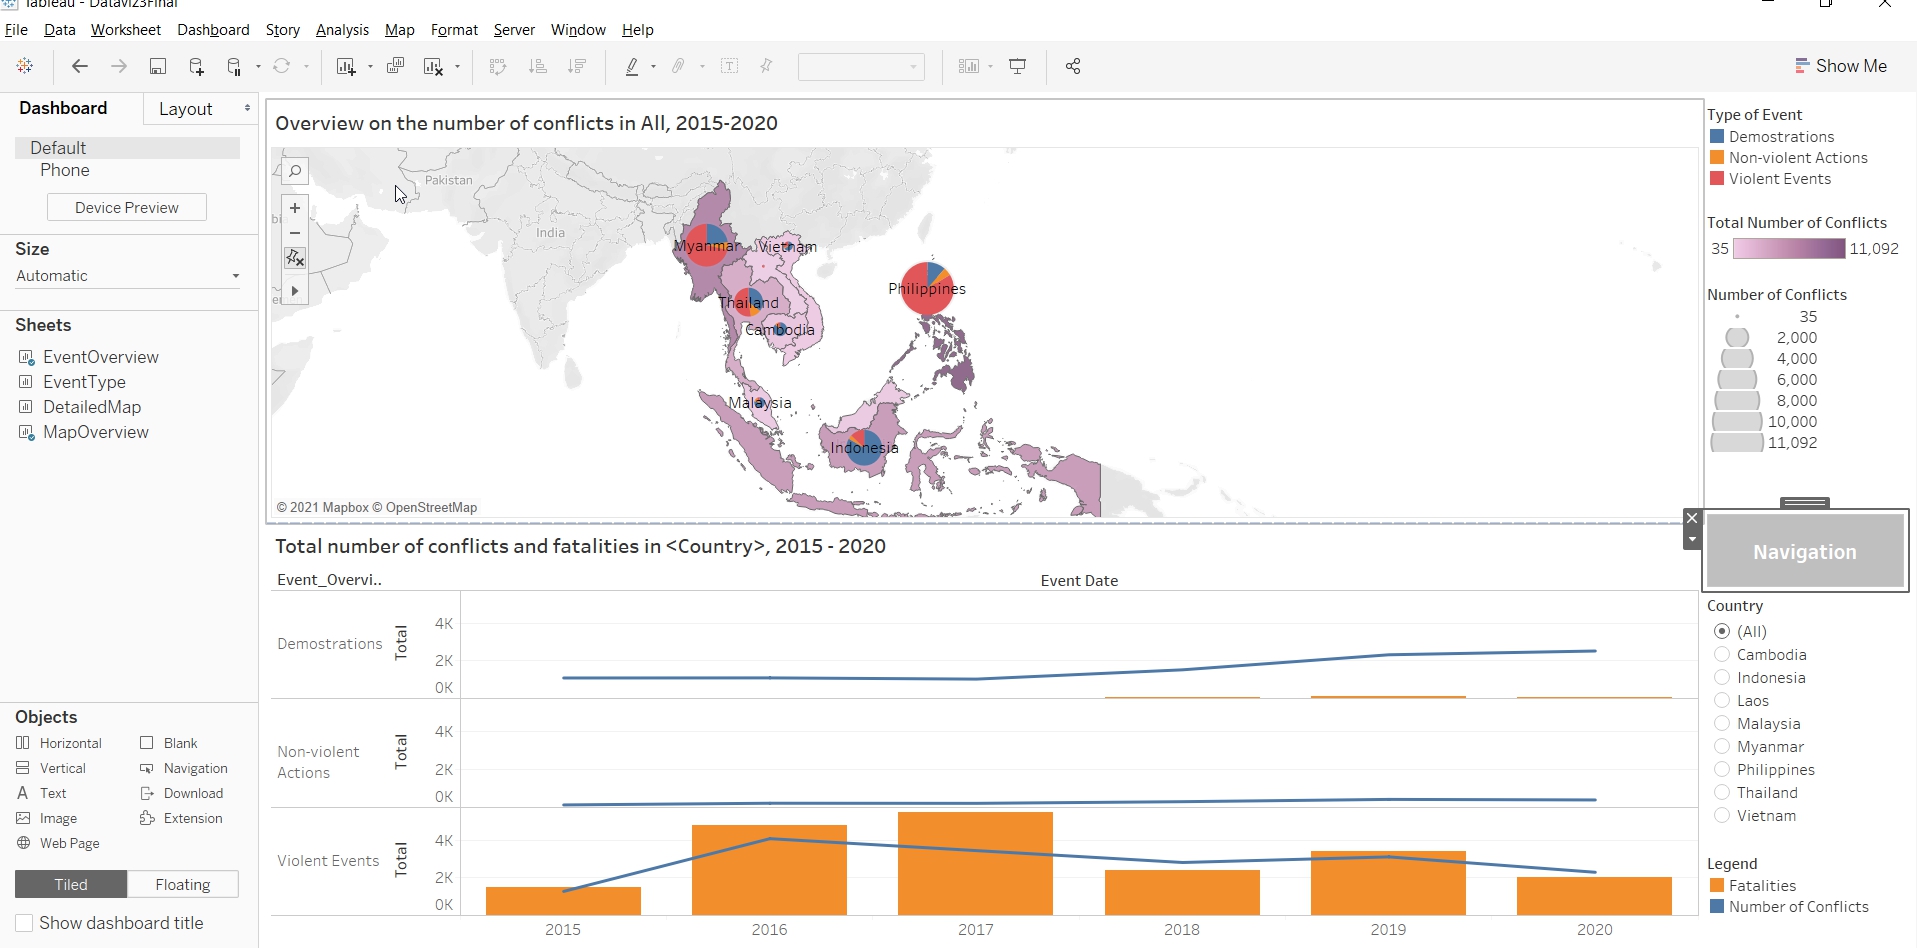 Tableau - DataViz3Final
File Data Worksheet Dashboard Story Analysis Map Format Server Window Help
Show Me
Dashboard Layout
Default
Phone
Device Preview
Size
Automatic
Sheets
EventOverview
EventType
DetailedMap
MapOverview
Objects
Horizontal Blank
Vertical Navigation
A Text Download
Image Extension
Web Page
Tiled Floating
Show dashboard title
Overview on the number of conflicts in All, 2015-2020
Pakistan
India
Myanmar Vietnam
Philippines
Thailand
Cambodia
Malaysia
Indonesia
© 2021 Mapbox © OpenStreetMap
Total number of conflicts and fatalities in <Country>, 2015 - 2020
Event_Overvi.. Event Date
Demostrations Total 4K
2K
0K
Non-violent
Actions Total 4K
2K
0K
Violent Events Total 4K
2K
0K
2015 2016 2017 2018 2019 2020
Type of Event
Demostrations
Non-violent Actions
Violent Events
Total Number of Conflicts
35 11,092
Number of Conflicts
35
2,000
4,000
6,000
8,000
10,000
11,092
Navigation
Country
(All)
Cambodia
Indonesia
Laos
Malaysia
Myanmar
Philippines
Thailand
Vietnam
Legend
Fatalities
Number of Conflicts